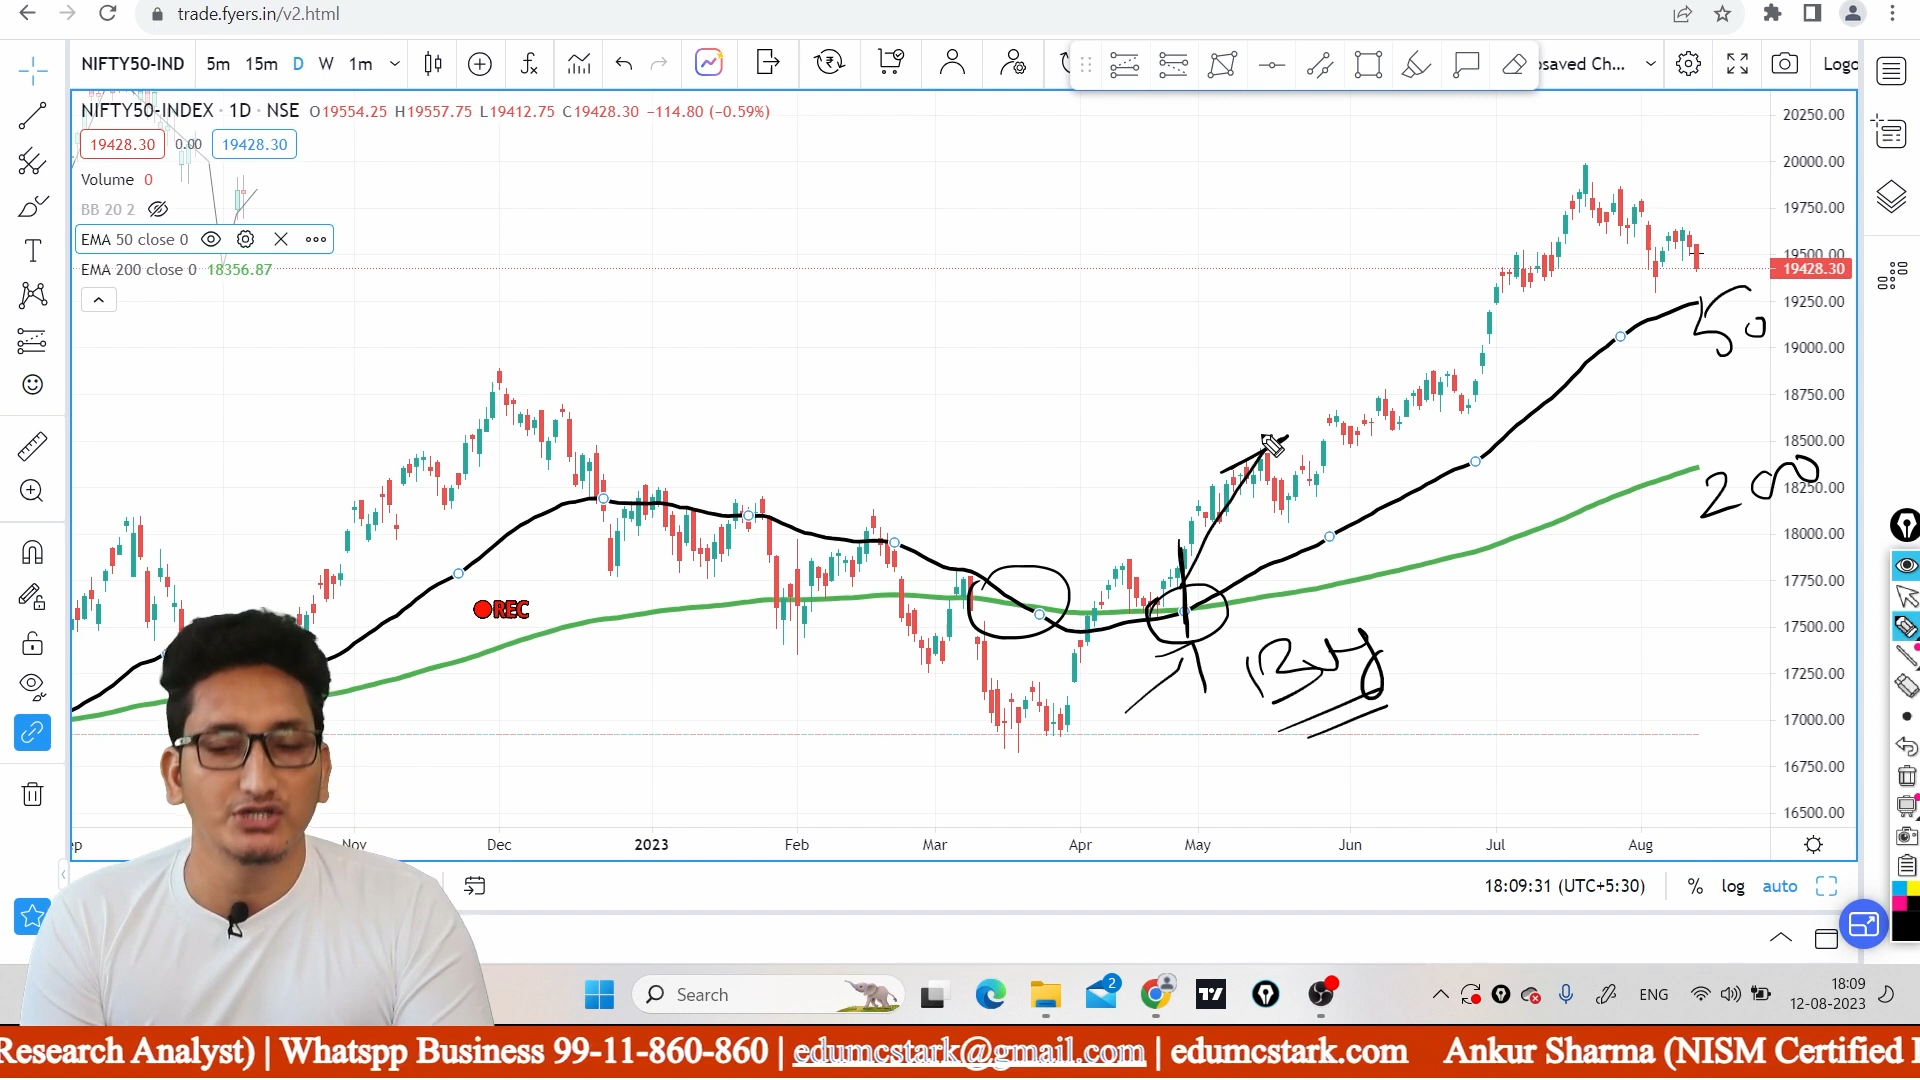 trade.fyers.in/v2.html
NIFTY50-IND 5m 15m D W 1m saved Ch... Logo
NIFTY50-INDEX · 1D · NSE O19554.25 H19557.75 L19412.75 C19428.30 −114.80 (−0.59%)
19428.30 0.00 19428.30
Volume 0
BB 20 2
EMA 50 close 0
EMA 200 close 0 18356.87
20250.00
20000.00
19750.00
19500.00
19428.30
19250.00
19000.00
18750.00
18500.00
18250.00
18000.00
17750.00
17500.00
17250.00
17000.00
16750.00
16500.00
50
200
Buy
REC
Nov Dec 2023 Feb Mar Apr May Jun Jul Aug
18:09:31 (UTC+5:30) % log auto
Search 2 ENG 18:09
12-08-2023
Research Analyst) | Whatspp Business 99-11-860-860 | edumcstark@gmail.com | edumcstark.com Ankur Sharma (NISM Certified